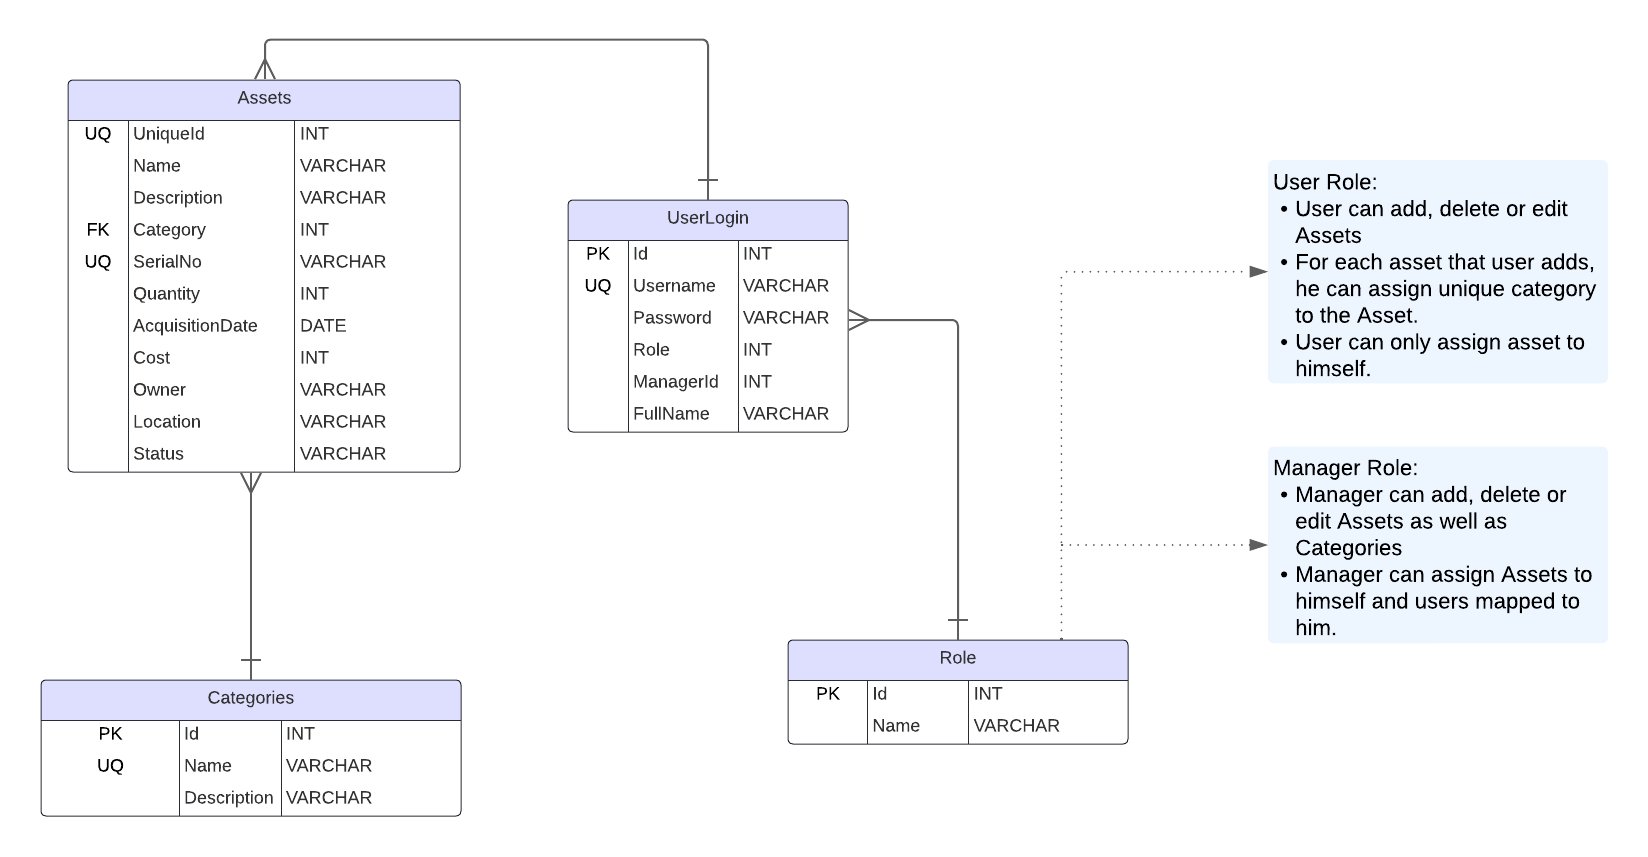 Assets
UQ UniqueId INT
Name VARCHAR
Description VARCHAR
FK Category INT
UQ SerialNo VARCHAR
Quantity INT
AcquisitionDate DATE
Cost INT
Owner VARCHAR
Location VARCHAR
Status VARCHAR
UserLogin
PK Id INT
UQ Username VARCHAR
Password VARCHAR
Role INT
ManagerId INT
FullName VARCHAR
User Role:
• User can add, delete or edit
Assets
• For each asset that user adds,
he can assign unique category
to the Asset.
• User can only assign asset to
himself.
Manager Role:
• Manager can add, delete or
edit Assets as well as
Categories
• Manager can assign Assets to
himself and users mapped to
him.
Categories
PK Id INT
UQ Name VARCHAR
Description VARCHAR
Role
PK Id INT
Name VARCHAR